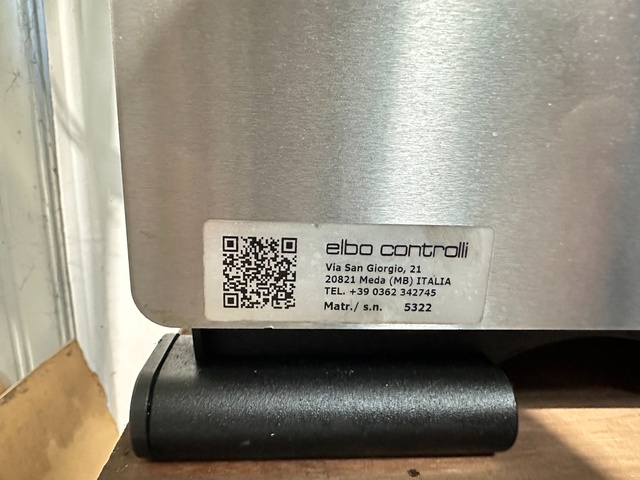 elbo controlli
Via San Giorgio, 21
20821 Meda (MB) ITALIA
TEL. +39 0362 342745
Matr./ s.n. 5322